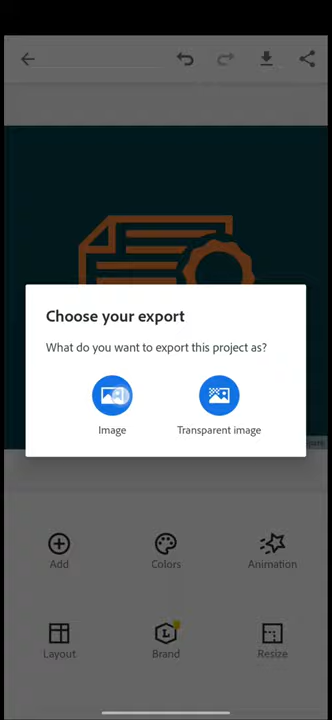 Choose your export
What do you want to export this project as?
Image
Transparent image
Add
Colors
Animation
Layout
Brand
Resize